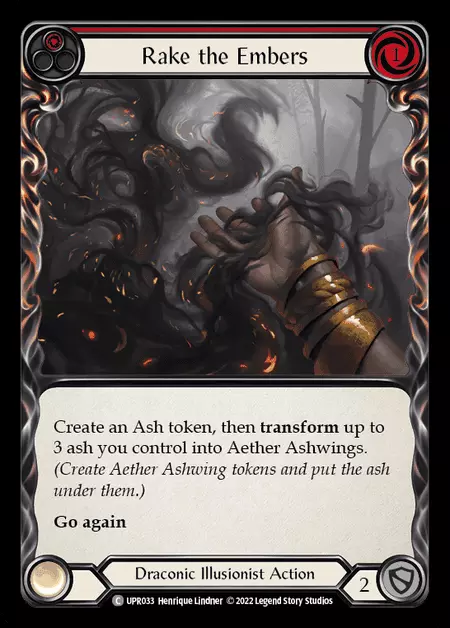 Rake the Embers
1
Create an Ash token, then transform up to
3 ash you control into Aether Ashwings.
(Create Aether Ashwing tokens and put the ash
under them.)
Go again
Draconic Illusionist Action
2
C UPR033 Henrique Lindner © 2022 Legend Story Studios